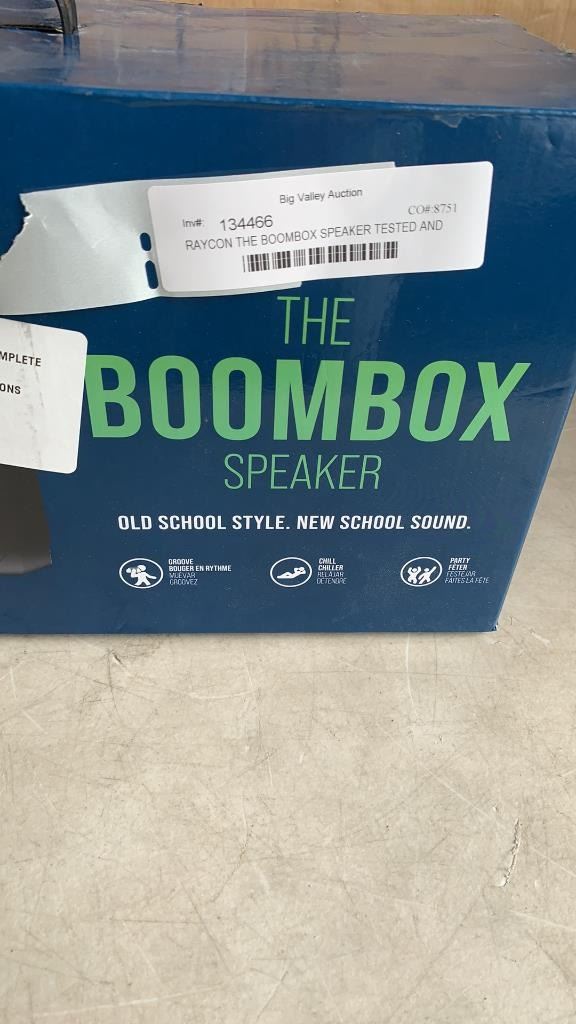 Big Valley Auction
Inv#: 134466 CO#:8751
RAYCON THE BOOMBOX SPEAKER TESTED AND
MPLETE
ONS
THE
BOOMBOX
SPEAKER
OLD SCHOOL STYLE. NEW SCHOOL SOUND.
GROOVE
BOUGER EN RYTHME
MUEVAR
GROOVEZ
CHILL
CHILLER
RELAJAR
DETENDRE
PARTY
FÊTER
FESTEJAR
FAITES LA FÊTE